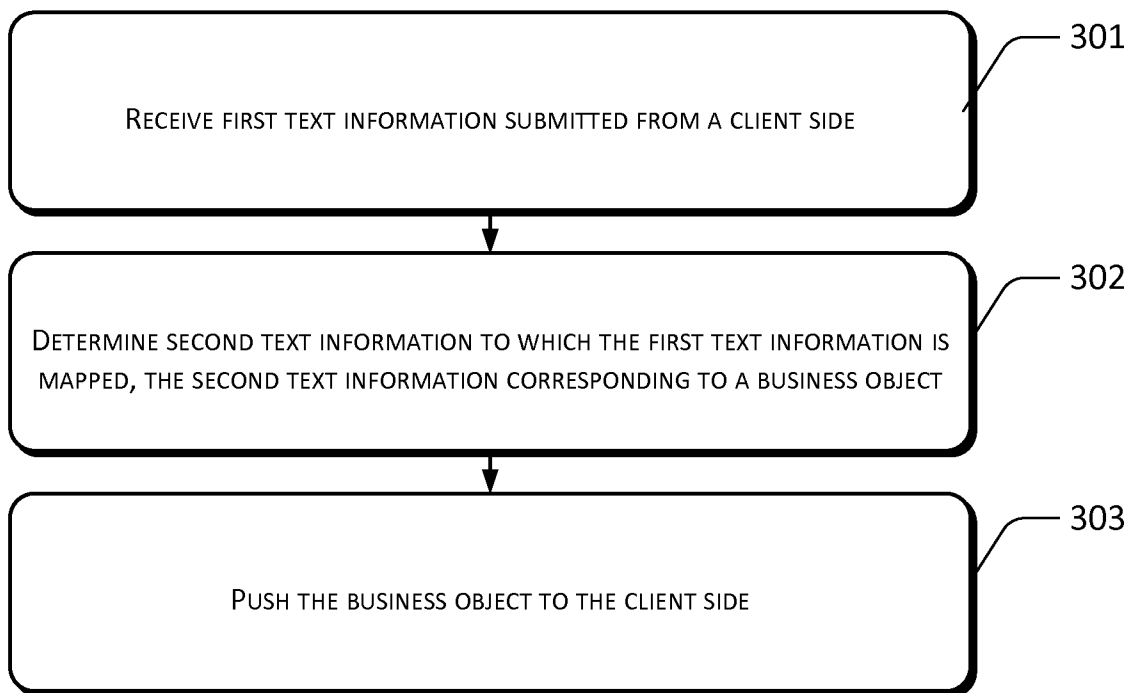 301
RECEIVE FIRST TEXT INFORMATION SUBMITTED FROM A CLIENT SIDE
302
DETERMINE SECOND TEXT INFORMATION TO WHICH THE FIRST TEXT INFORMATION IS
MAPPED, THE SECOND TEXT INFORMATION CORRESPONDING TO A BUSINESS OBJECT
303
PUSH THE BUSINESS OBJECT TO THE CLIENT SIDE